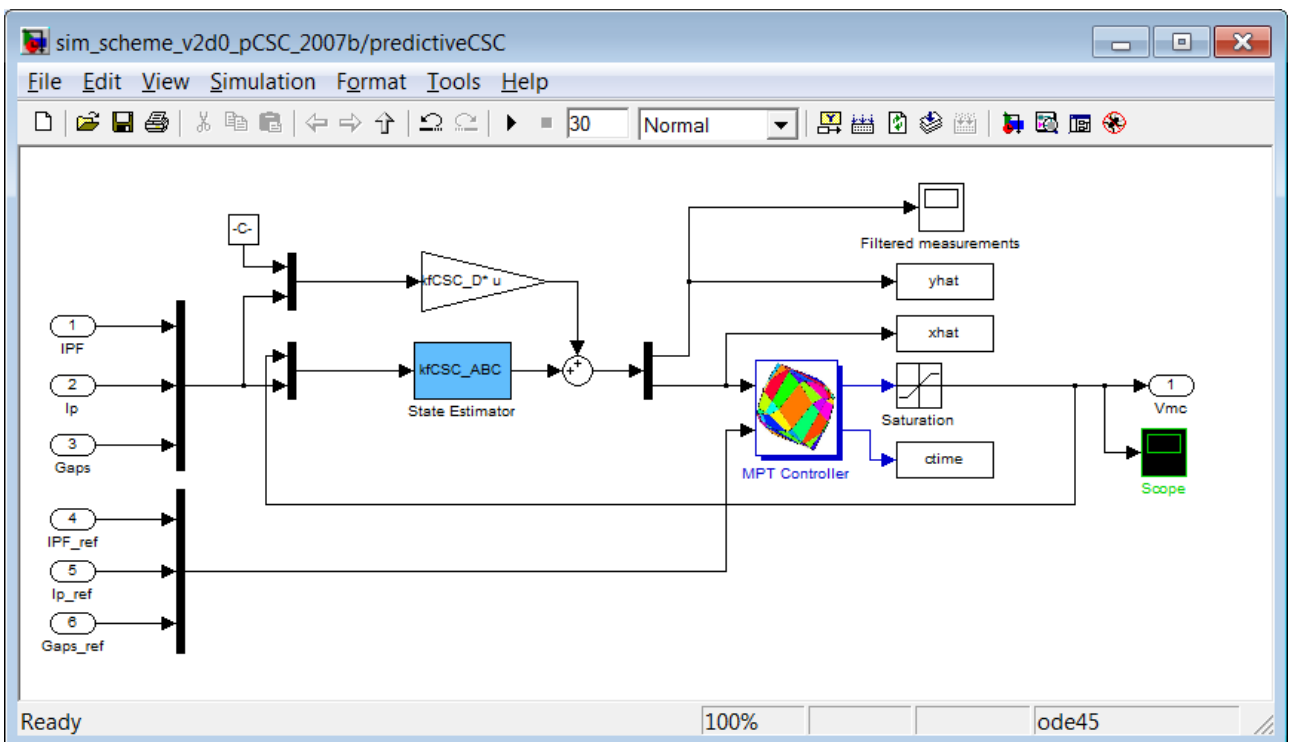 sim_scheme_v2d0_pCSC_2007b/predictiveCSC
File Edit View Simulation Format Tools Help
30 Normal
-C-
Filtered measurements
kfCSC_D* u
yhat
1
IPF
xhat
kfCSC_ABC
2
Ip
State Estimator
Saturation
1
Vmc
3
Gaps
MPT Controller
ctime
Scope
4
IPF_ref
5
Ip_ref
6
Gaps_ref
Ready 100% ode45